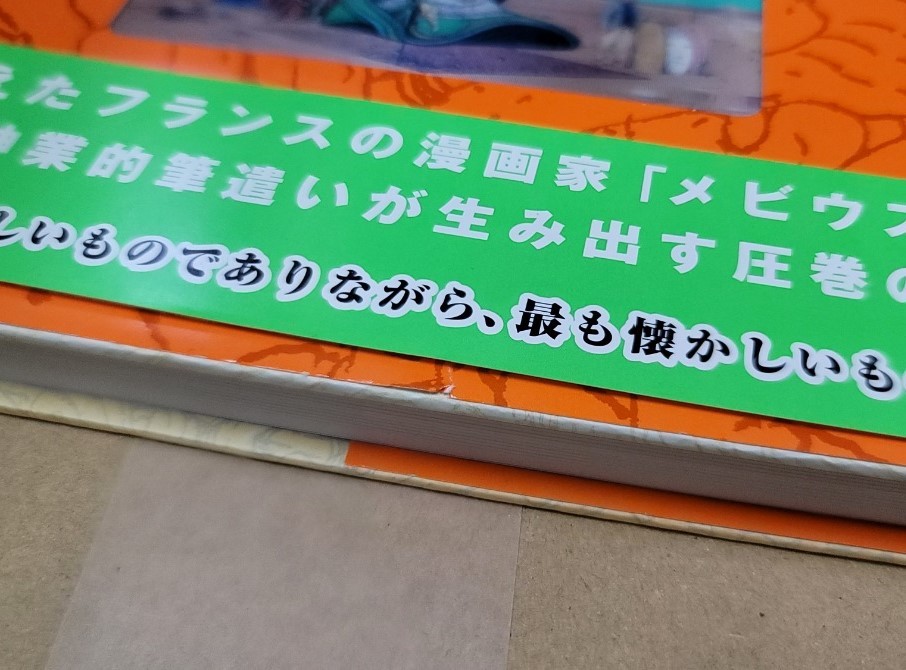 えたフランスの漫画家「メビウス
神業的筆遣いが生み出す圧巻の
しいものでありながら、最も懐かしいも